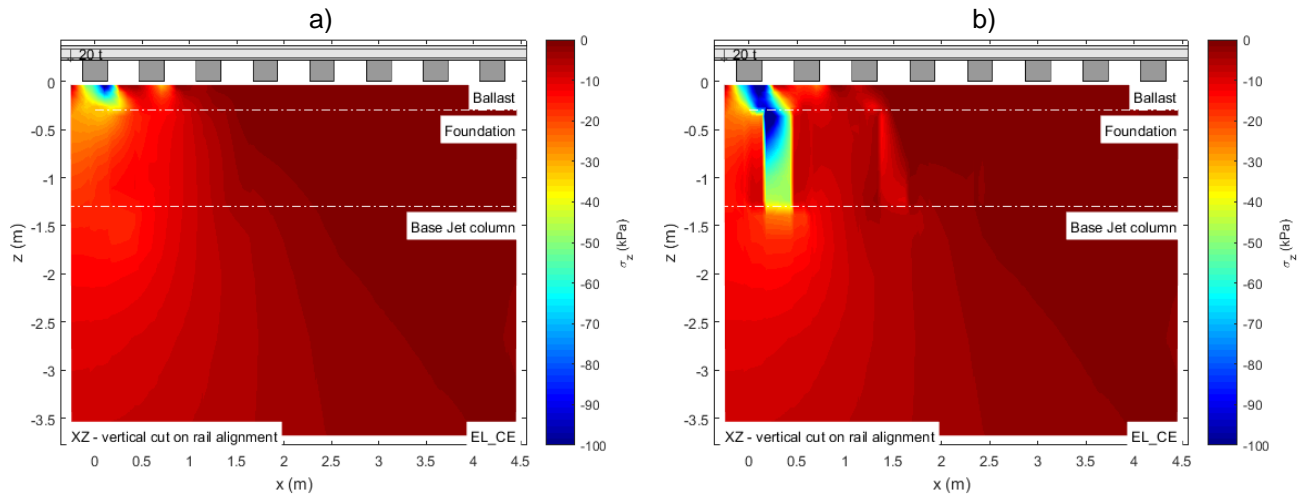 a)
20 t
0
-0.5
-1
-1.5
-2
-2.5
-3
-3.5
z (m)
Ballast
Foundation
Base Jet column
XZ - vertical cut on rail alignment
EL_CE
0 0.5 1 1.5 2 2.5 3 3.5 4 4.5
x (m)
0
-10
-20
-30
-40
-50
-60
-70
-80
-90
-100
σz (kPa)
b)
20 t
0
-0.5
-1
-1.5
-2
-2.5
-3
-3.5
z (m)
Ballast
Foundation
Base Jet column
XZ - vertical cut on rail alignment
EL_CE
0 0.5 1 1.5 2 2.5 3 3.5 4 4.5
x (m)
0
-10
-20
-30
-40
-50
-60
-70
-80
-90
-100
σz (kPa)